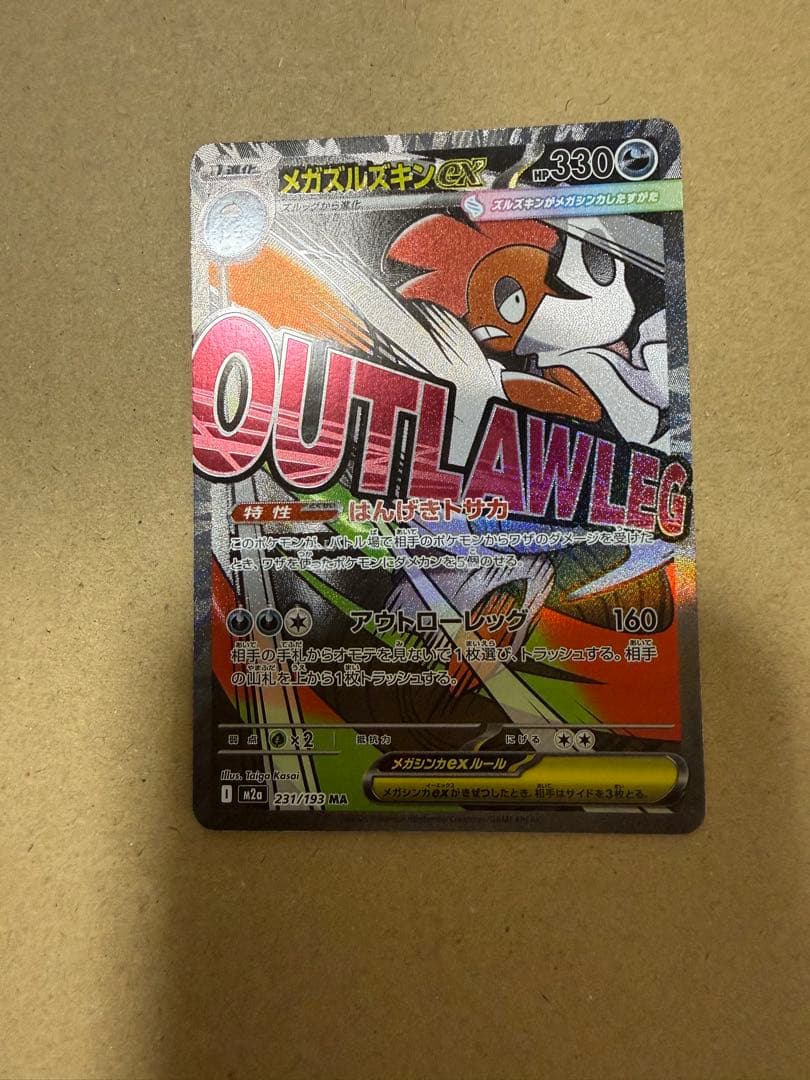 1進化
メガズルズキンex
HP330
ズルッグから進化
ズルズキンがメガシンカしたすがた
OUTLAWLEG
特性 はんげきトサカ
このポケモンが、バトル場で相手のポケモンからワザのダメージを受けた
とき、ワザを使ったポケモンにダメカンを5個のせる。
アウトローレッグ 160
相手の手札からオモテを見ないで1枚選び、トラッシュする。相手
の山札を上から1枚トラッシュする。
弱点 ×2 抵抗力 にげる
メガシンカexルール
メガシンカexがきぜつしたとき、相手はサイドを3枚とる。
Illus. Taiga Kasai
I M2a 231/193 MA